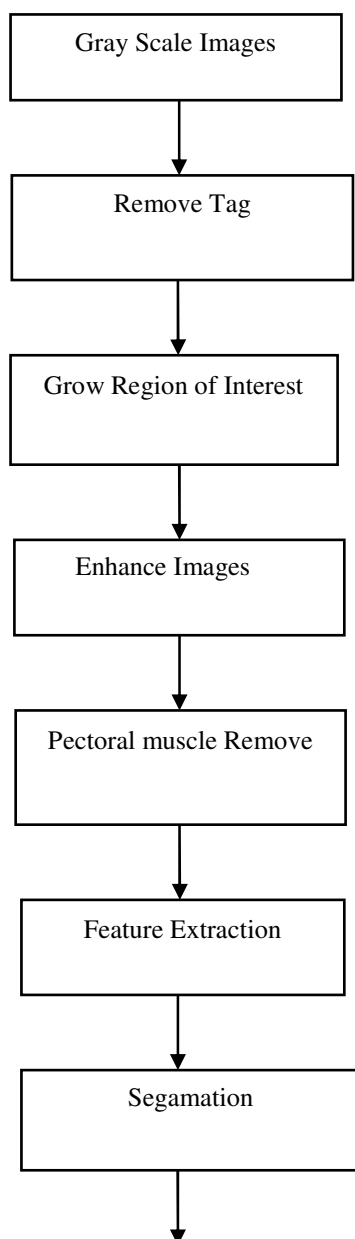 Gray Scale Images
Remove Tag
Grow Region of Interest
Enhance Images
Pectoral muscle Remove
Feature Extraction
Segamation